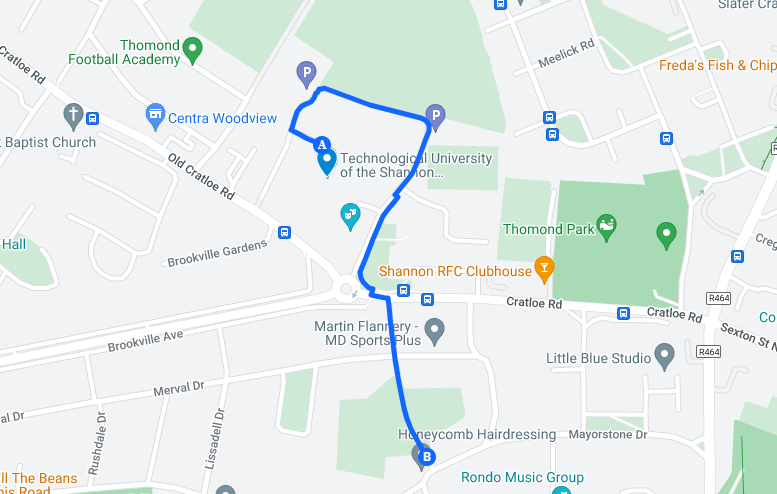 Slater Cra
Thomond
Football Academy
Meelick Rd
Freda's Fish & Chip
Cratloe Rd
P
P
Centra Woodview
Baptist Church
A
Old Cratloe Rd
Technological University
of the Shannon...
Thomond Park
Hall
Brookville Gardens
Shannon RFC Clubhouse
Creg
R464
Cratloe Rd
Cratloe Rd
Sexton St N
Co
Martin Flannery -
MD Sports Plus
Brookville Ave
R464
Little Blue Studio
Merval Dr
al Dr
Rushdale Dr
Lissadell Dr
Honeycomb Hairdressing
Mayorstone Dr
B
ll The Beans
his Road
Rondo Music Group